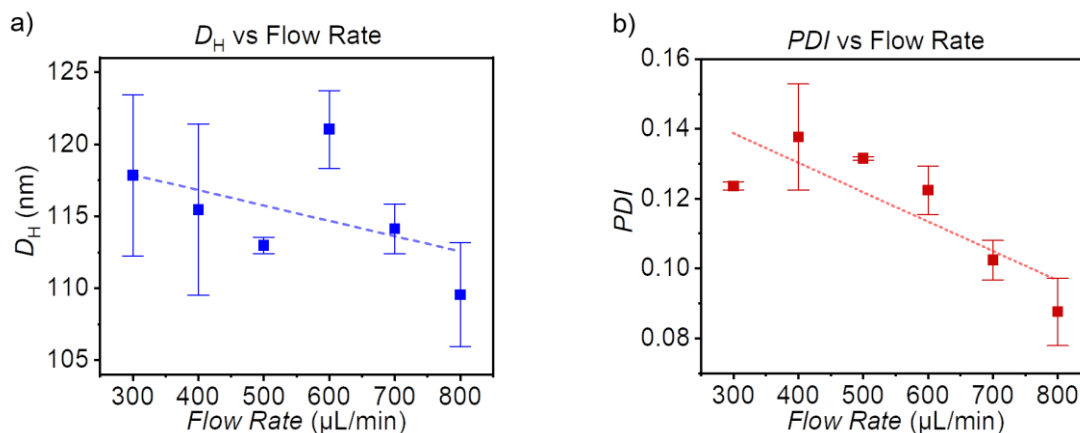 a)
D_H vs Flow Rate
D_H (nm)
125
120
115
110
105
300 400 500 600 700 800
Flow Rate (µL/min)
b)
PDI vs Flow Rate
PDI
0.16
0.14
0.12
0.10
0.08
300 400 500 600 700 800
Flow Rate (µL/min)